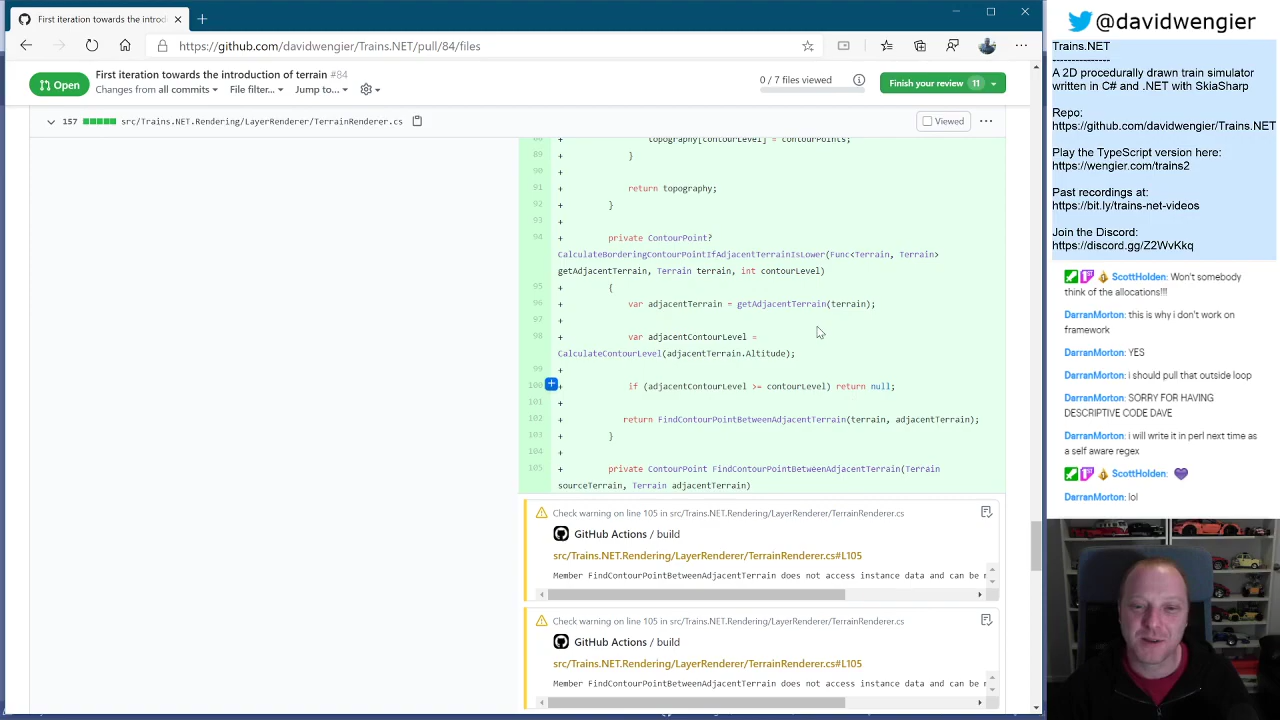 First iteration towards the introd
https://github.com/davidwengier/Trains.NET/pull/84/files
Open
First iteration towards the introduction of terrain #84
Changes from all commits
File filter...
Jump to...
0 / 7 files viewed
Finish your review 11
157 src/Trains.NET.Rendering/LayerRenderer/TerrainRenderer.cs
Viewed
88 + topography[contourLevel] = contourPoints;
89 + }
90 +
91 + return topography;
92 + }
93 +
94 + private ContourPoint?
CalculateBorderingContourPointIfAdjacentTerrainIsLower(Func<Terrain, Terrain>
getAdjacentTerrain, Terrain terrain, int contourLevel)
95 + {
96 + var adjacentTerrain = getAdjacentTerrain(terrain);
97 +
98 + var adjacentContourLevel =
CalculateContourLevel(adjacentTerrain.Altitude);
99 +
100 + if (adjacentContourLevel >= contourLevel) return null;
101 +
102 + return FindContourPointBetweenAdjacentTerrain(terrain, adjacentTerrain);
103 + }
104 +
105 + private ContourPoint FindContourPointBetweenAdjacentTerrain(Terrain
sourceTerrain, Terrain adjacentTerrain)
Check warning on line 105 in src/Trains.NET.Rendering/LayerRenderer/TerrainRenderer.cs
GitHub Actions / build
src/Trains.NET.Rendering/LayerRenderer/TerrainRenderer.cs#L105
Member FindContourPointBetweenAdjacentTerrain does not access instance data and can be
Check warning on line 105 in src/Trains.NET.Rendering/LayerRenderer/TerrainRenderer.cs
GitHub Actions / build
src/Trains.NET.Rendering/LayerRenderer/TerrainRenderer.cs#L105
Member FindContourPointBetweenAdjacentTerrain does not access instance data and can be
@davidwengier
Trains.NET
---------------
A 2D procedurally drawn train simulator
written in C# and .NET with SkiaSharp
Repo:
https://github.com/davidwengier/Trains.NET
Play the TypeScript version here:
https://wengier.com/trains2
Past recordings at:
https://bit.ly/trains-net-videos
Join the Discord:
https://discord.gg/Z2WvKkq
ScottHolden: Won't somebody
think of the allocations!!!
DarranMorton: this is why i don't work on
framework
DarranMorton: YES
DarranMorton: i should pull that outside loop
DarranMorton: SORRY FOR HAVING
DESCRIPTIVE CODE DAVE
DarranMorton: i will write it in perl next time as
a self aware regex
ScottHolden:
DarranMorton: lol